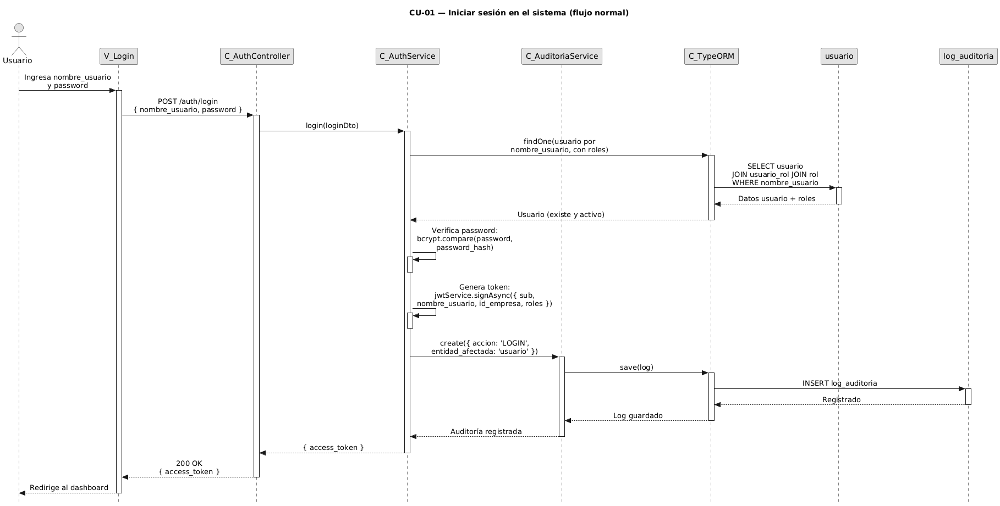 CU-01 — Iniciar sesión en el sistema (flujo normal)
Usuario
V_Login
C_AuthController
C_AuthService
C_AuditoriaService
C_TypeORM
usuario
log_auditoria
Ingresa nombre_usuario
y password
POST /auth/login
{ nombre_usuario, password }
login(loginDto)
findOne(usuario por
nombre_usuario, con roles)
SELECT usuario
JOIN usuario_rol JOIN rol
WHERE nombre_usuario
Datos usuario + roles
Usuario (existe y activo)
Verifica password:
bcrypt.compare(password,
password_hash)
Genera token:
jwtService.signAsync({ sub,
nombre_usuario, id_empresa, roles })
create({ accion: 'LOGIN',
entidad_afectada: 'usuario' })
save(log)
INSERT log_auditoria
Registrado
Log guardado
Auditoría registrada
{ access_token }
200 OK
{ access_token }
Redirige al dashboard